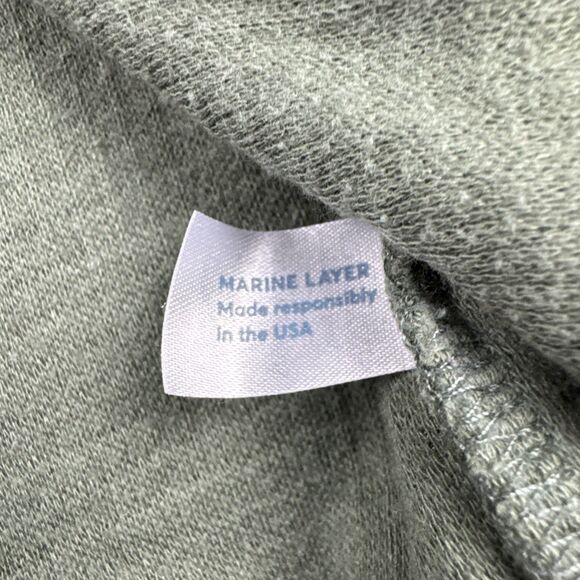 MARINE LAYER
Made responsibly
in the USA